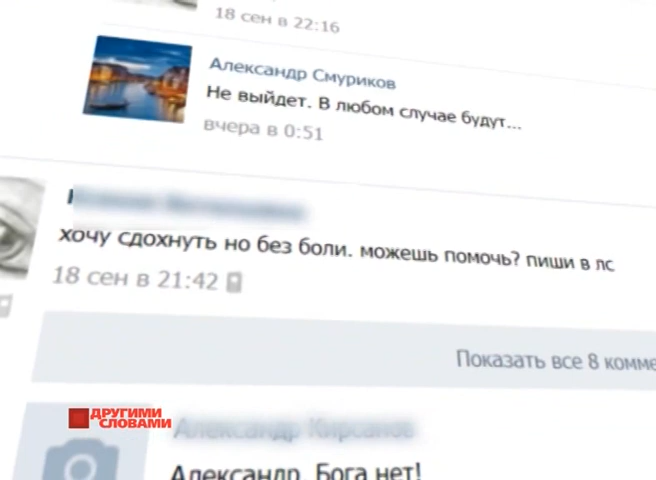 18 сен в 22:16
Александр Смуриков
Не выйдет. В любом случае будут...
вчера в 0:51
хочу сдохнуть но без боли. можешь помочь? пиши в лс
18 сен в 21:42
Показать все 8 комме
ДРУГИМИ
СЛОВАМИ
Александр Кирсанов
Александр, Бога нет!